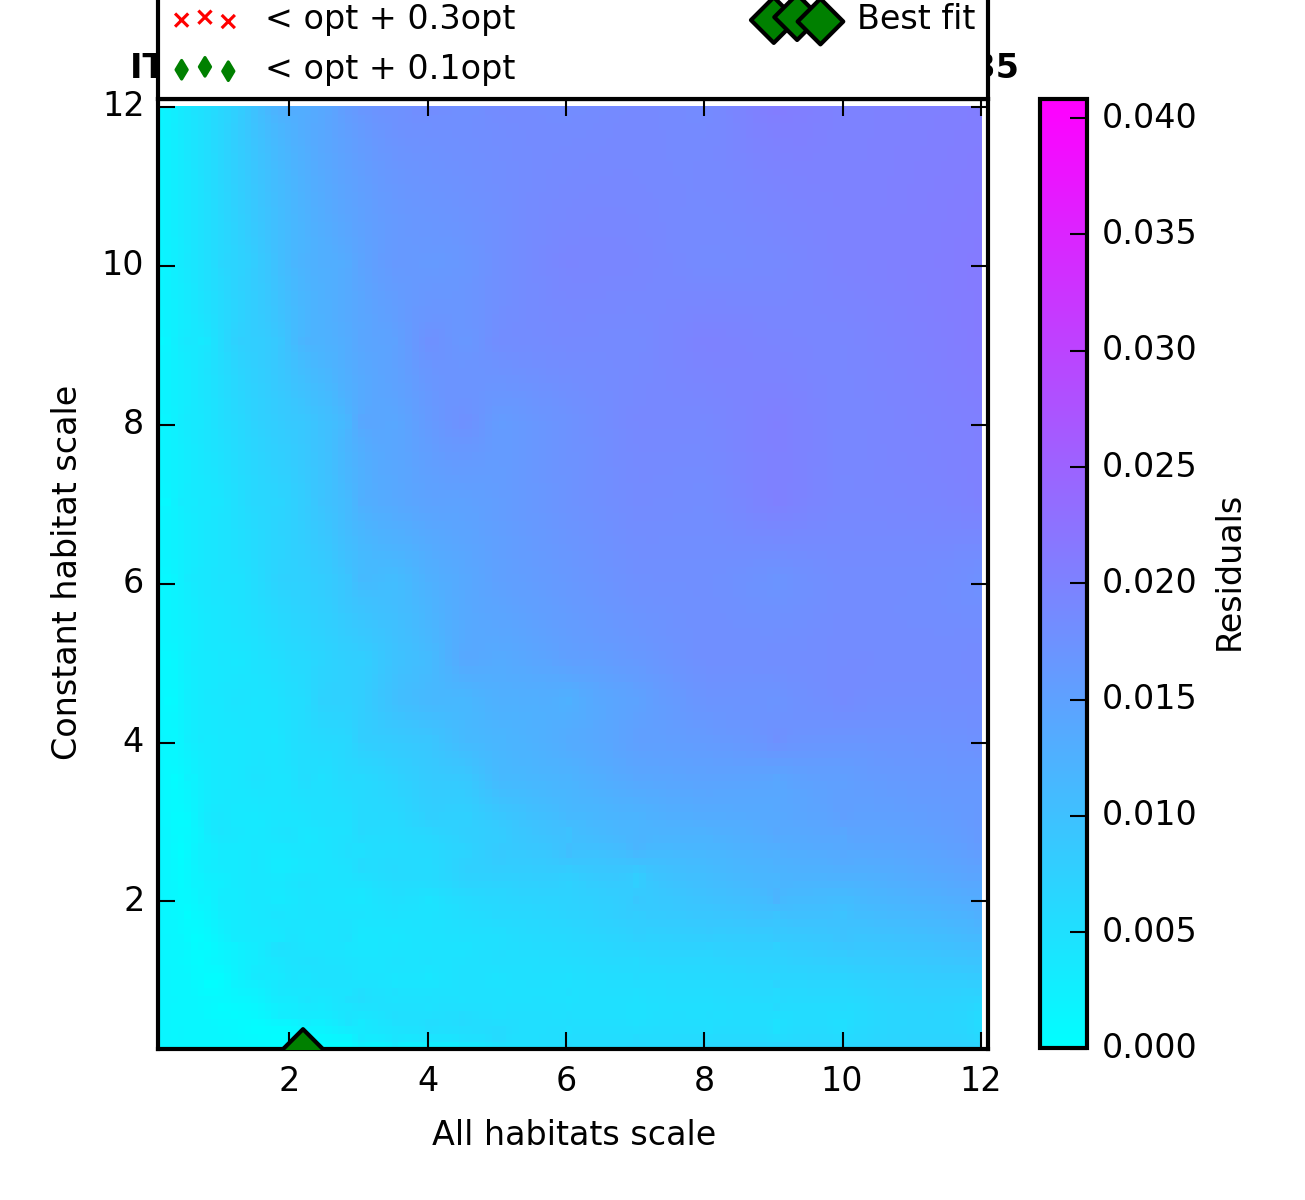 < opt + 0.3opt Best fit
IT < opt + 0.1opt 35
12
10
8
6
4
2
Constant habitat scale
2 4 6 8 10 12
All habitats scale
0.040
0.035
0.030
0.025
0.020
0.015
0.010
0.005
0.000
Residuals